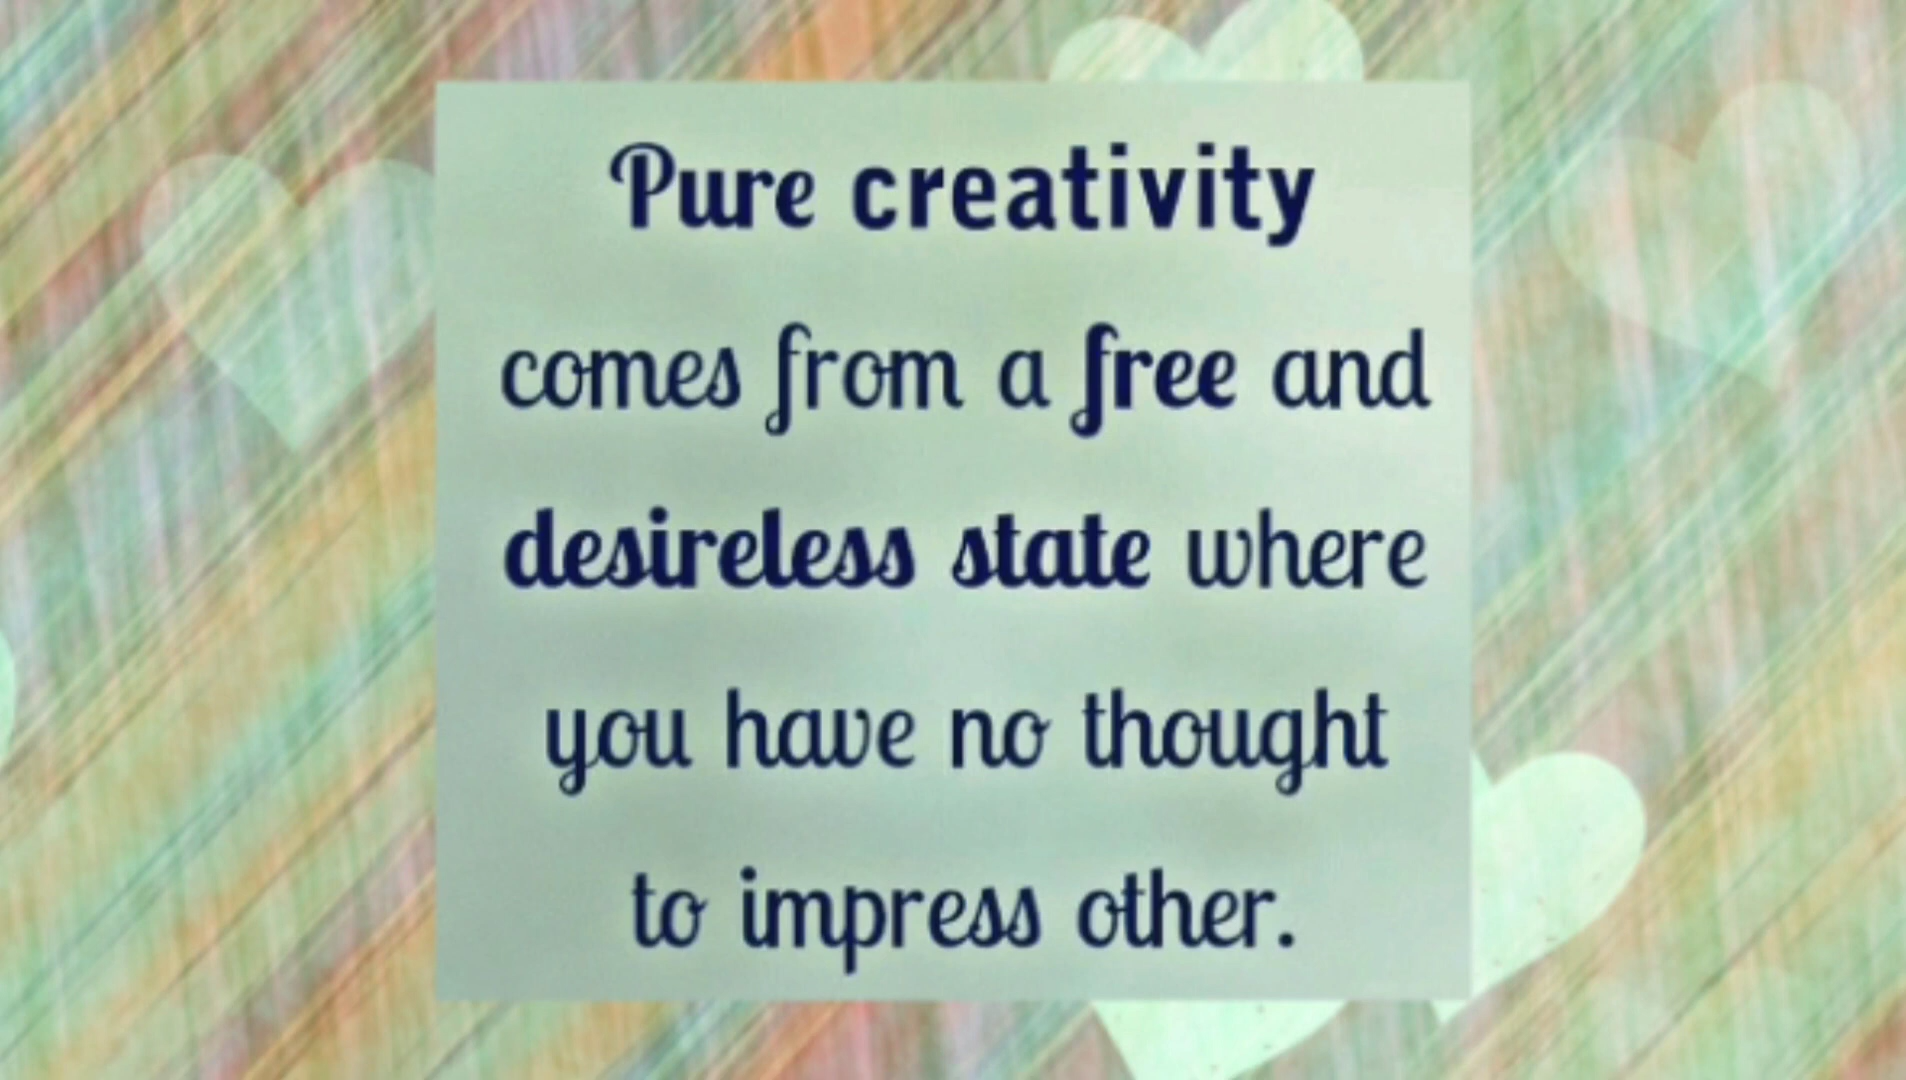 Pure creativity
comes from a free and
desireless state where
you have no thought
to impress other.